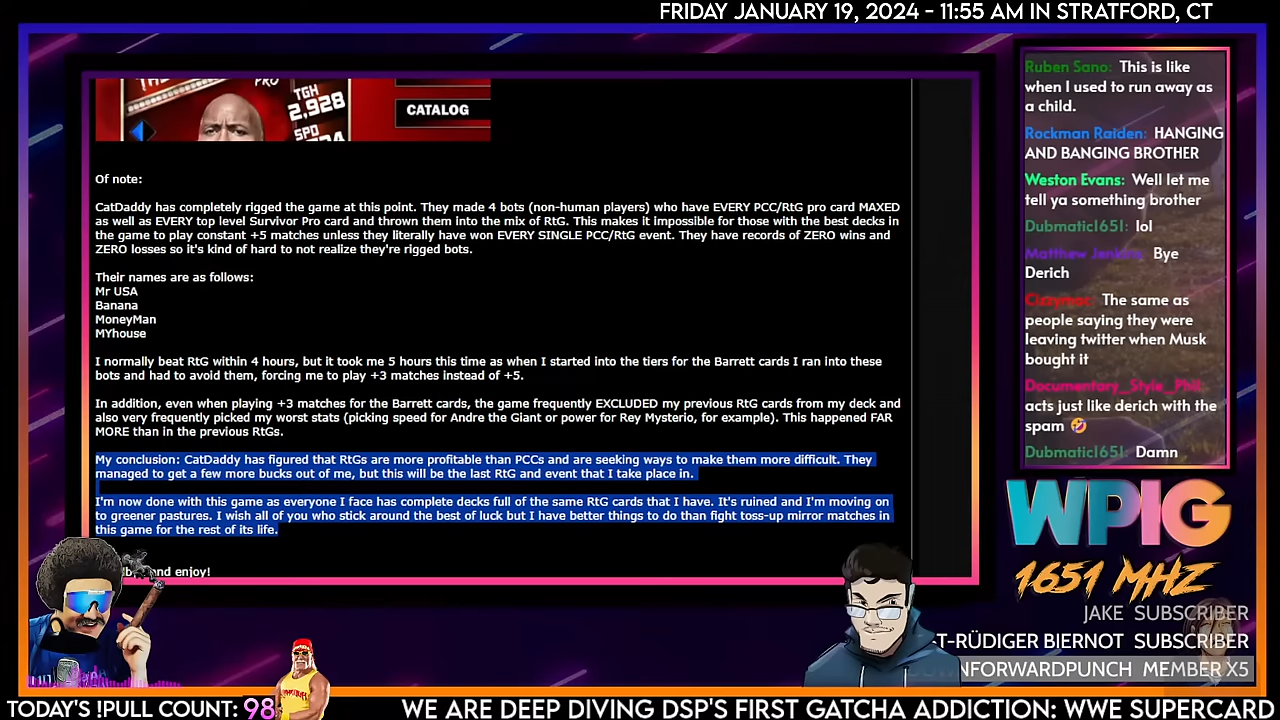 FRIDAY JANUARY 19, 2024 - 11:55 AM IN STRATFORD, CT
PRO
TGH
2,928
SPD
CATALOG
Of note:
CatDaddy has completely rigged the game at this point. They made 4 bots (non-human players) who have EVERY PCC/RtG pro card MAXED
as well as EVERY top level Survivor Pro card and thrown them into the mix of RtG. This makes it impossible for those with the best decks in
the game to play constant +5 matches unless they literally have won EVERY SINGLE PCC/RtG event. They have records of ZERO wins and
ZERO losses so it's kind of hard to not realize they're rigged bots.
Their names are as follows:
Mr USA
Banana
MoneyMan
MYhouse
I normally beat RtG within 4 hours, but it took me 5 hours this time as when I started into the tiers for the Barrett cards I ran into these
bots and had to avoid them, forcing me to play +3 matches instead of +5.
In addition, even when playing +3 matches for the Barrett cards, the game frequently EXCLUDED my previous RtG cards from my deck and
also very frequently picked my worst stats (picking speed for Andre the Giant or power for Rey Mysterio, for example). This happened FAR
MORE than in the previous RtGs.
My conclusion: CatDaddy has figured that RtGs are more profitable than PCCs and are seeking ways to make them more difficult. They
managed to get a few more bucks out of me, but this will be the last RtG and event that I take place in.
I'm now done with this game as everyone I face has complete decks full of the same RtG cards that I have. It's ruined and I'm moving on
to greener pastures. I wish all of you who stick around the best of luck but I have better things to do than fight toss-up mirror matches in
this game for the rest of its life.
and enjoy!
Ruben Sano: This is like
when I used to run away as
a child.
Rockman Raiden: HANGING
AND BANGING BROTHER
Weston Evans: Well let me
tell ya something brother
Dubmatic1651: lol
Matthew Jenkins: Bye
Derich
Cizzymac: The same as
people saying they were
leaving twitter when Musk
bought it
Documentary_Style_Phil:
acts just like derich with the
spam 🤣
Dubmatic1651: Damn
WPIG
1651 MHZ
JAKE SUBSCRIBER
T-RÜDIGER BIERNOT SUBSCRIBER
NFORWARDPUNCH MEMBER X5
TODAY'S !PULL COUNT: 98
WE ARE DEEP DIVING DSP'S FIRST GATCHA ADDICTION: WWE SUPERCARD